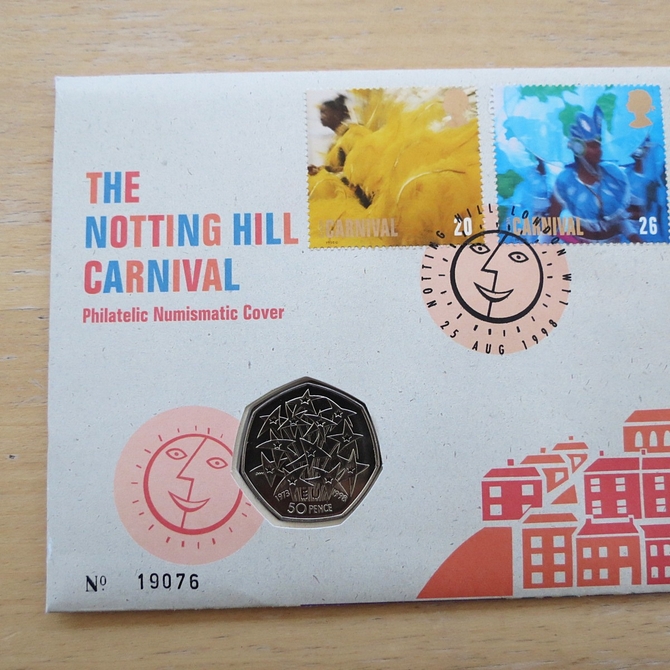 THE
NOTTING HILL
CARNIVAL
Philatelic Numismatic Cover
CARNIVAL 20
CARNIVAL 26
NOTTING HILL LONDON W11
25 AUG 1998
1973 EU 1998
50 PENCE
Nº 19076